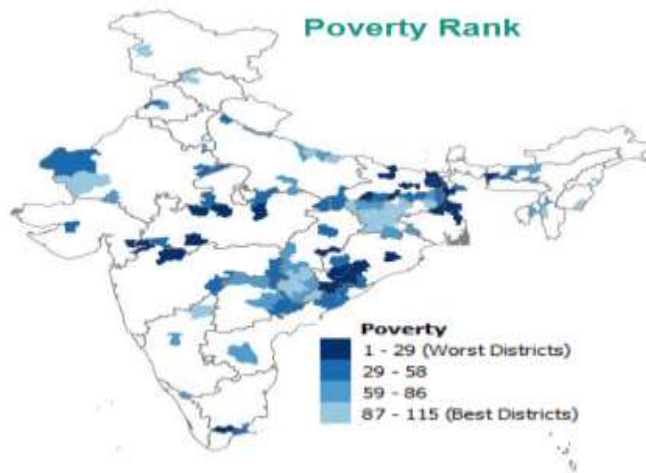 Poverty Rank
Poverty
1 - 29 (Worst Districts)
29 - 58
59 - 86
87 - 115 (Best Districts)